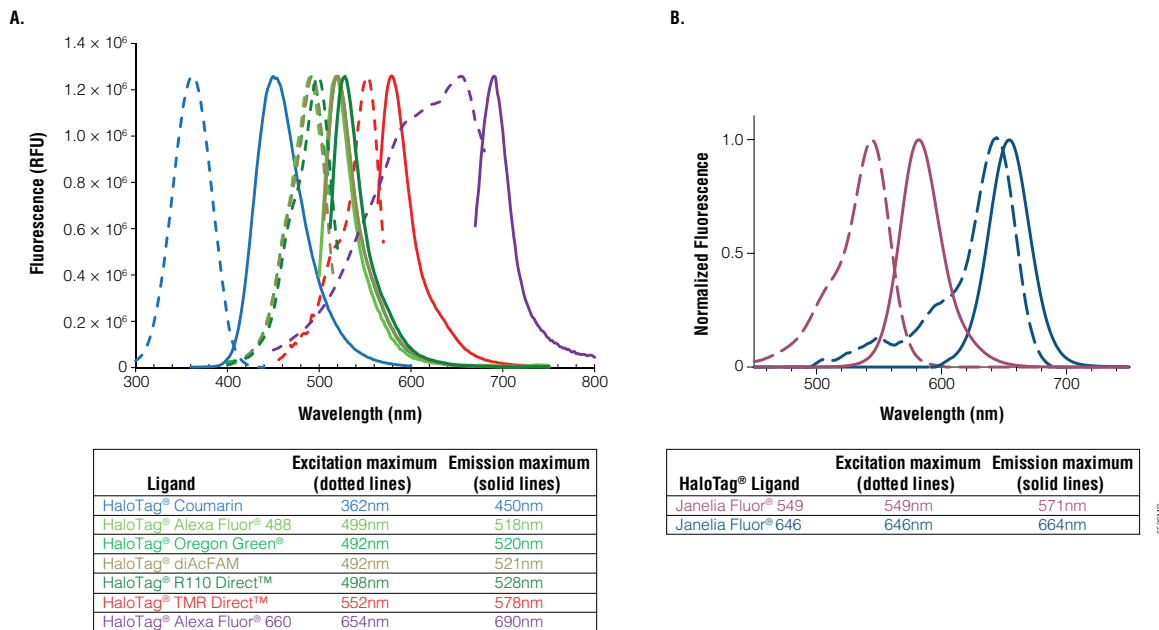 A.
1.4 × 10⁶
1.2 × 10⁶
1.0 × 10⁶
0.8 × 10⁶
0.6 × 10⁶
0.4 × 10⁶
0.2 × 10⁶
0
Fluorescence (RFU)
300 400 500 600 700 800
Wavelength (nm)
Ligand Excitation maximum (dotted lines) Emission maximum (solid lines)
HaloTag® Coumarin 362nm 450nm
HaloTag® Alexa Fluor® 488 499nm 518nm
HaloTag® Oregon Green® 492nm 520nm
HaloTag® diAcFAM 492nm 521nm
HaloTag® R110 Direct™ 498nm 528nm
HaloTag® TMR Direct™ 552nm 578nm
HaloTag® Alexa Fluor® 660 654nm 690nm
B.
1.0
0.5
0
Normalized Fluorescence
500 600 700
Wavelength (nm)
HaloTag® Ligand Excitation maximum (dotted lines) Emission maximum (solid lines)
Janelia Fluor® 549 549nm 571nm
Janelia Fluor® 646 646nm 664nm